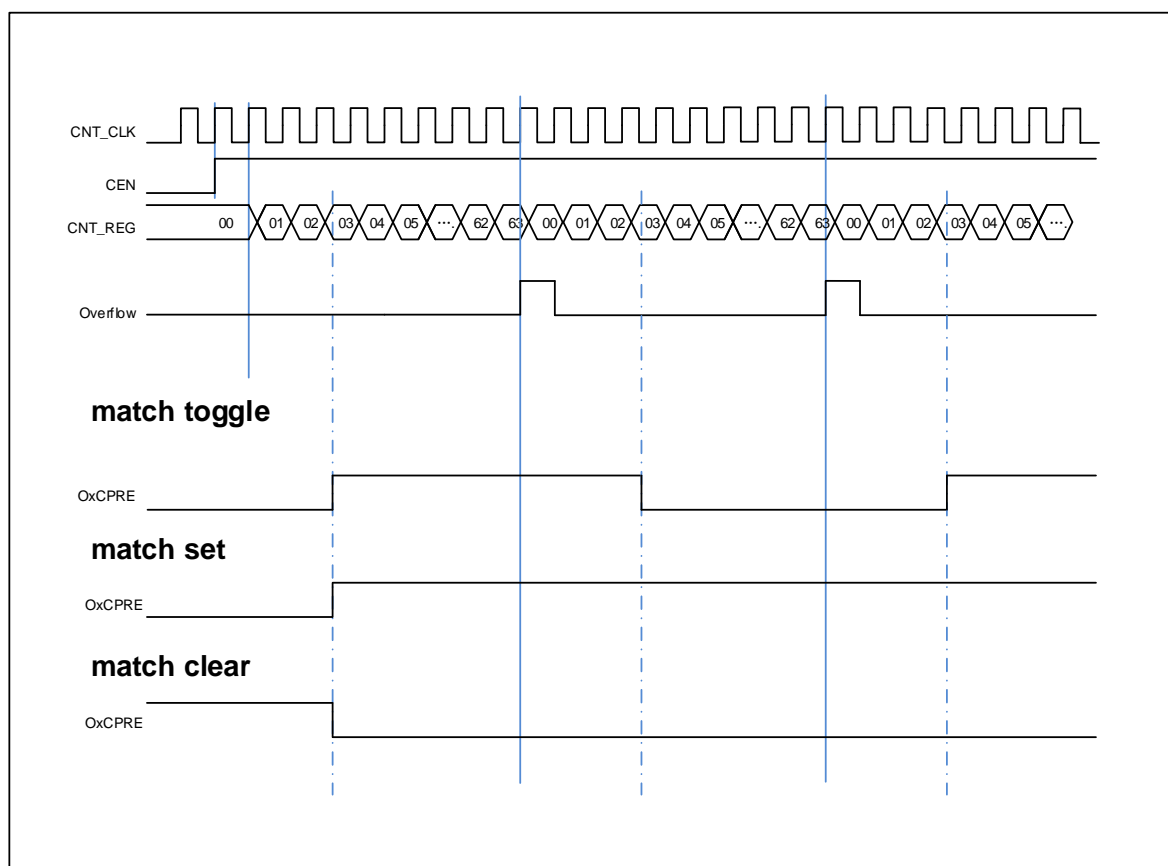 CNT_CLK
CEN
CNT_REG 00 01 02 03 04 05 ···. 62 63 00 01 02 03 04 05 ···. 62 63 00 01 02 03 04 05 ···.
Overflow
match toggle
OxCPRE
match set
OxCPRE
match clear
OxCPRE